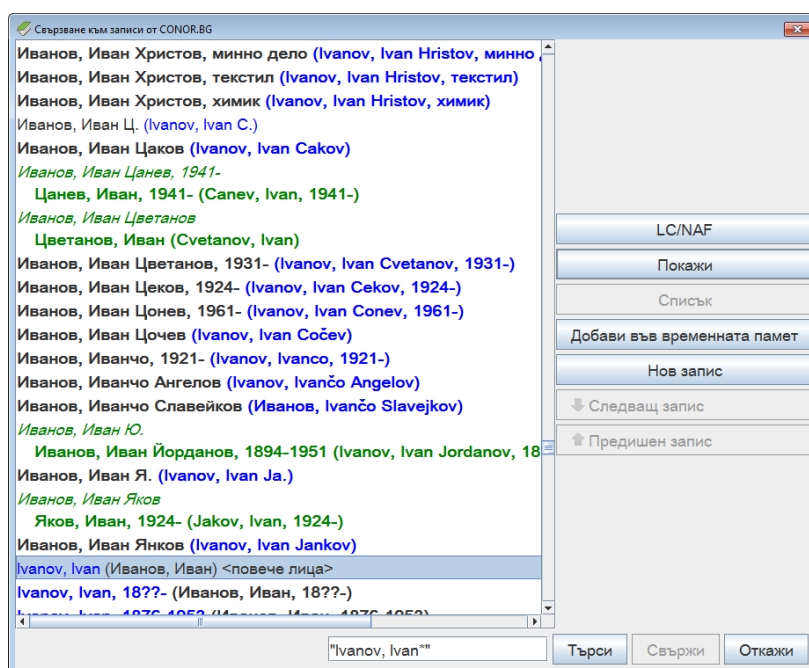 Свързване към записи от CONOR.BG
Иванов, Иван Христов, минно дело (Ivanov, Ivan Hristov, минно
Иванов, Иван Христов, текстил (Ivanov, Ivan Hristov, текстил)
Иванов, Иван Христов, химик (Ivanov, Ivan Hristov, химик)
Иванов, Иван Ц. (Ivanov, Ivan C.)
Иванов, Иван Цаков (Ivanov, Ivan Cakov)
Иванов, Иван Цанев, 1941-
Цанев, Иван, 1941- (Canev, Ivan, 1941-)
Иванов, Иван Цветанов
Цветанов, Иван (Cvetanov, Ivan)
Иванов, Иван Цветанов, 1931- (Ivanov, Ivan Cvetanov, 1931-)
Иванов, Иван Цеков, 1924- (Ivanov, Ivan Cekov, 1924-)
Иванов, Иван Цонев, 1961- (Ivanov, Ivan Conev, 1961-)
Иванов, Иван Цочев (Ivanov, Ivan Cočev)
Иванов, Иванчо, 1921- (Ivanov, Ivanco, 1921-)
Иванов, Иванчо Ангелов (Ivanov, Ivančo Angelov)
Иванов, Иванчо Славейков (Иванов, Ivančo Slavejkov)
Иванов, Иван Ю.
Иванов, Иван Йорданов, 1894-1951 (Ivanov, Ivan Jordanov, 18
Иванов, Иван Я. (Ivanov, Ivan Ja.)
Иванов, Иван Яков
Яков, Иван, 1924- (Jakov, Ivan, 1924-)
Иванов, Иван Янков (Ivanov, Ivan Jankov)
Ivanov, Ivan (Иванов, Иван) <повече лица>
Ivanov, Ivan, 18??- (Иванов, Иван, 18??-)
Ivanov, Ivan, 1876-1953 (Иванов, Иван, 1876-1953)
LC/NAF
Покажи
Списък
Добави във временната памет
Нов запис
Следващ запис
Предишен запис
"Ivanov, Ivan*"
Търси
Свържи
Откажи